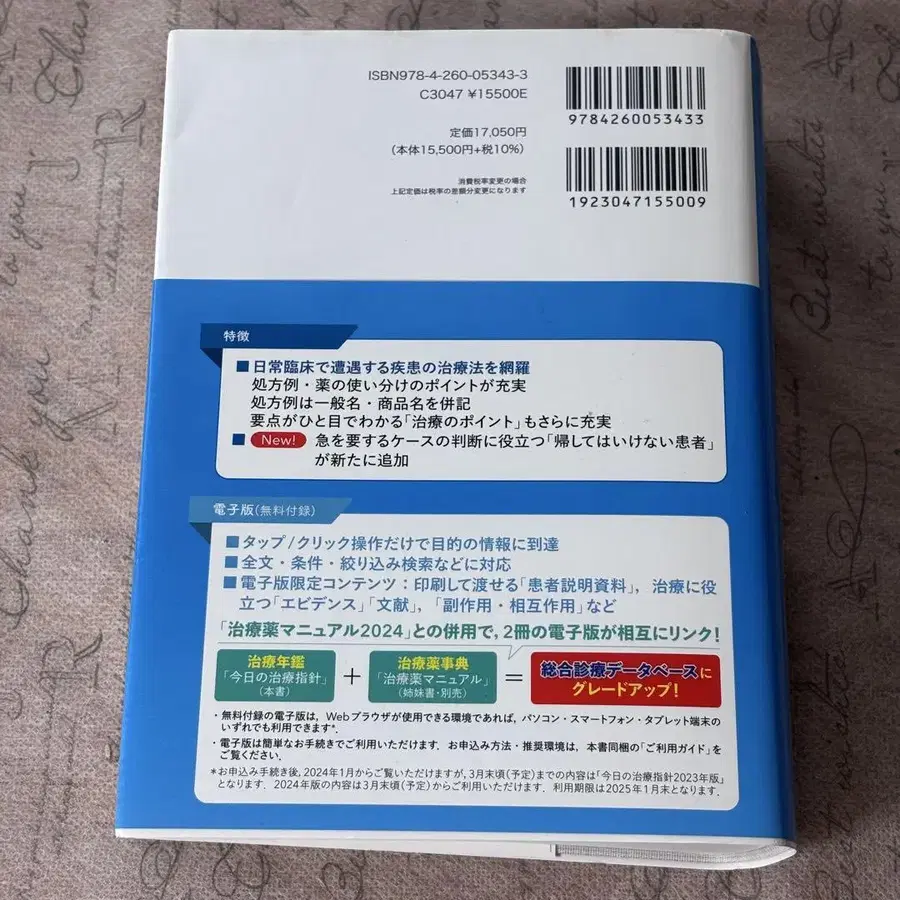 ISBN978-4-260-05343-3
C3047 ¥15500E
定価17,050円
(本体15,500円+税10%)
消費税率変更の場合
上記定価は税率の差額分変更になります
9784260053433
1923047155009
特徴
■日常臨床で遭遇する疾患の治療法を網羅
処方例・薬の使い分けのポイントが充実
処方例は一般名・商品名を併記
要点がひと目でわかる「治療のポイント」もさらに充実
■ New! 急を要するケースの判断に役立つ「帰してはいけない患者」
が新たに追加
電子版(無料付録)
■タップ/クリック操作だけで目的の情報に到達
■全文・条件・絞り込み検索などに対応
■電子版限定コンテンツ:印刷して渡せる「患者説明資料」,治療に役
立つ「エビデンス」「文献」,「副作用・相互作用」など
「治療薬マニュアル2024」との併用で,2冊の電子版が相互にリンク!
治療年鑑
「今日の治療指針」
(本書)
+
治療薬事典
「治療薬マニュアル」
(姉妹書・別売)
=
総合診療データベースに
グレードアップ!
・無料付録の電子版は,Webブラウザが使用できる環境であれば,パソコン・スマートフォン・タブレット端末の
いずれでも利用できます*.
・電子版は簡単なお手続きでご利用いただけます.お申込み方法・推奨環境は,本書同梱の「ご利用ガイド」を
ご覧ください.
*お申込み手続き後,2024年1月からご覧いただけますが,3月末頃(予定)までの内容は「今日の治療指針2023年版」
となります.2024年版の内容は3月末頃(予定)からご利用いただけます.利用期限は2025年1月末となります.
Thank you
Best wishes
to you